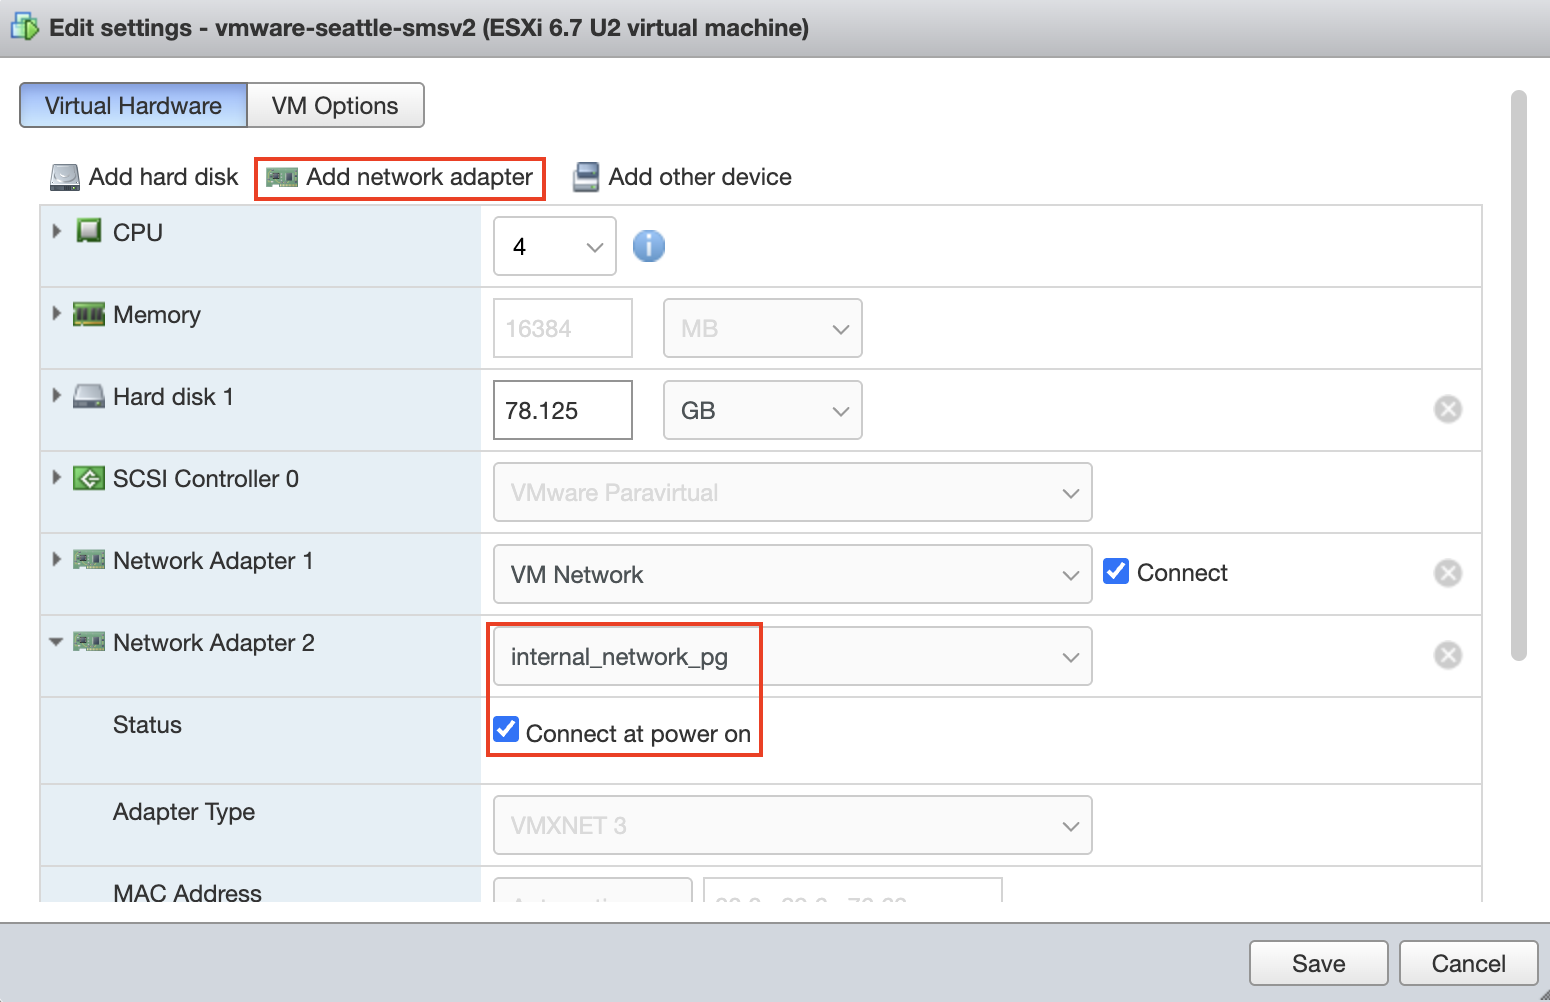 Edit settings - vmware-seattle-smsv2 (ESXi 6.7 U2 virtual machine)
Virtual Hardware VM Options
Add hard disk Add network adapter Add other device
CPU 4
Memory 16384 MB
Hard disk 1 78.125 GB
SCSI Controller 0 VMware Paravirtual
Network Adapter 1 VM Network Connect
Network Adapter 2 internal_network_pg
Status Connect at power on
Adapter Type VMXNET 3
MAC Address
Save Cancel